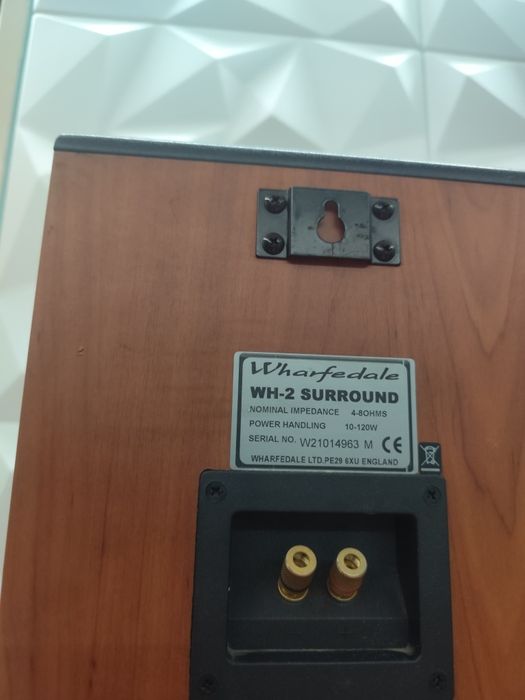 Wharfedale
WH-2 SURROUND
NOMINAL IMPEDANCE 4-8OHMS
POWER HANDLING 10-120W
SERIAL NO. W21014963 M CE
WHARFEDALE LTD.PE29 6XU ENGLAND